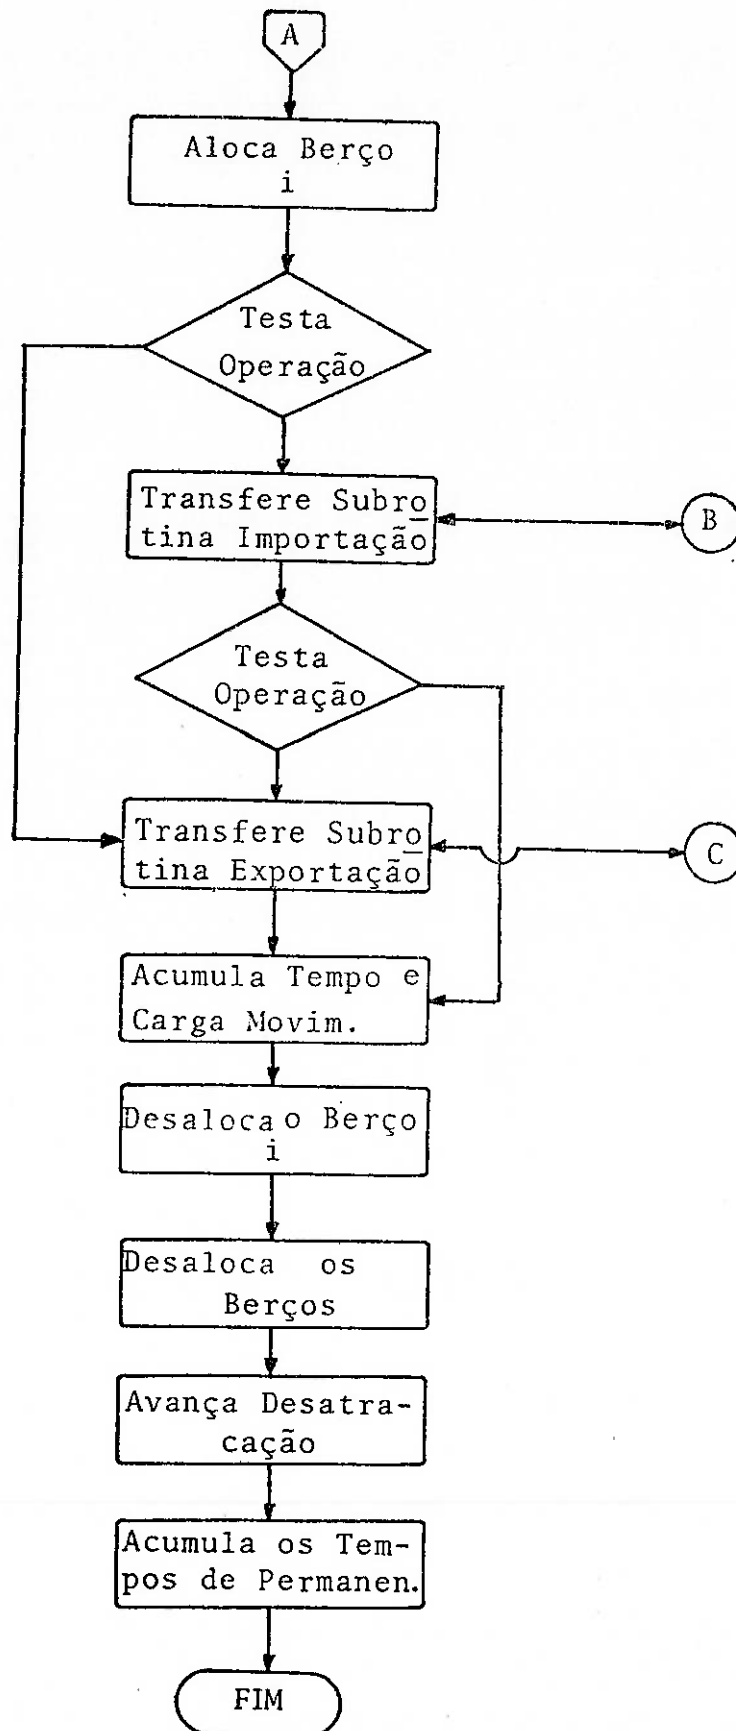 A
Aloca Berço
i
Testa
Operação
Transfere Subro
tina Importação
B
Testa
Operação
Transfere Subro
tina Exportação
C
Acumula Tempo e
Carga Movim.
Desaloca o Berço
i
Desaloca os
Berços
Avança Desatra-
cação
Acumula os Tem-
pos de Permanen.
FIM